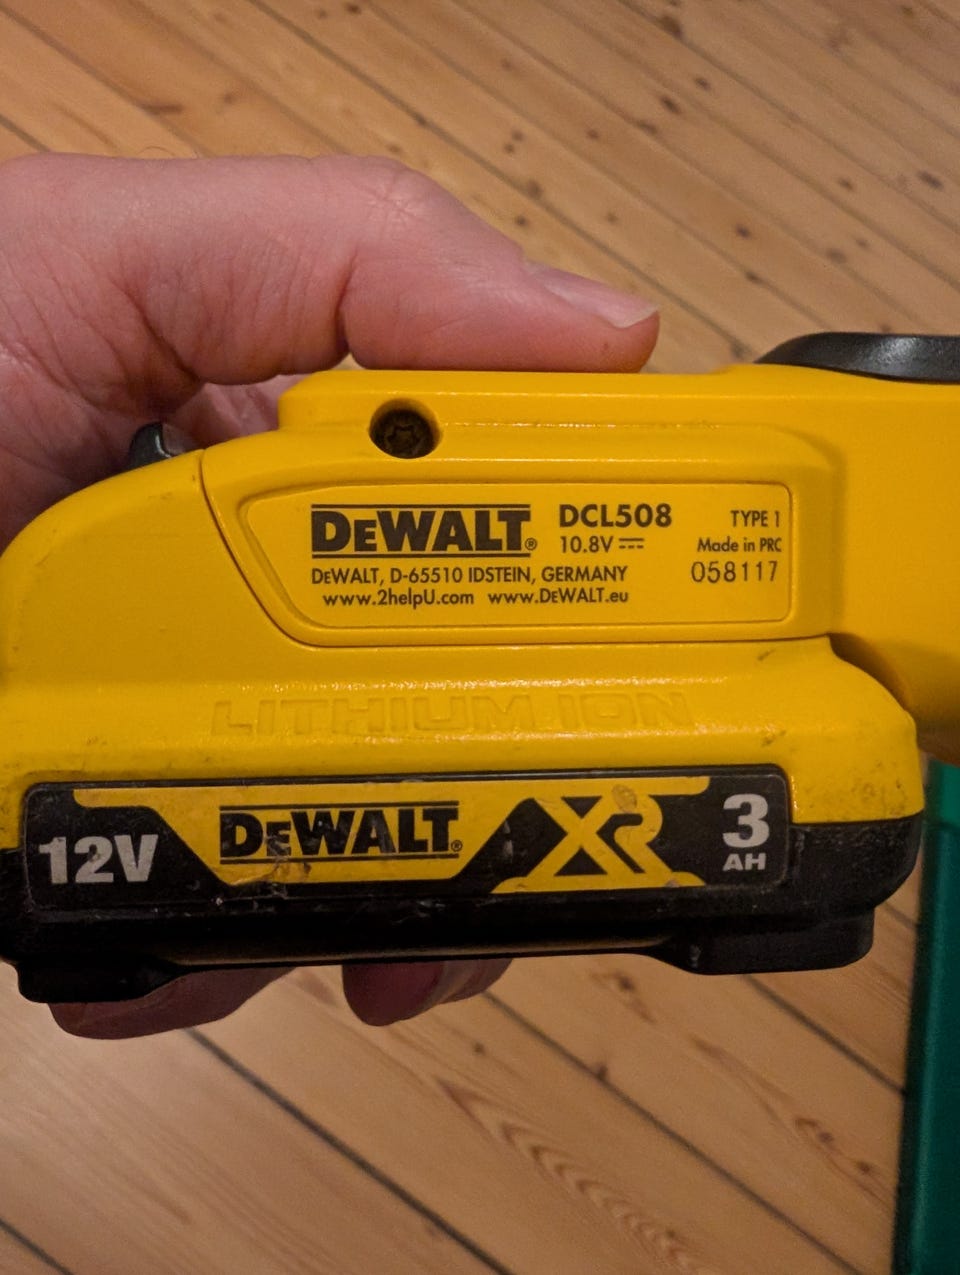 DEWALT® DCL508 TYPE 1
10.8V ⎓ Made in PRC
DEWALT, D-65510 IDSTEIN, GERMANY 058117
www.2helpU.com www.DEWALT.eu
LITHIUM ION
12V DEWALT® XR 3
AH